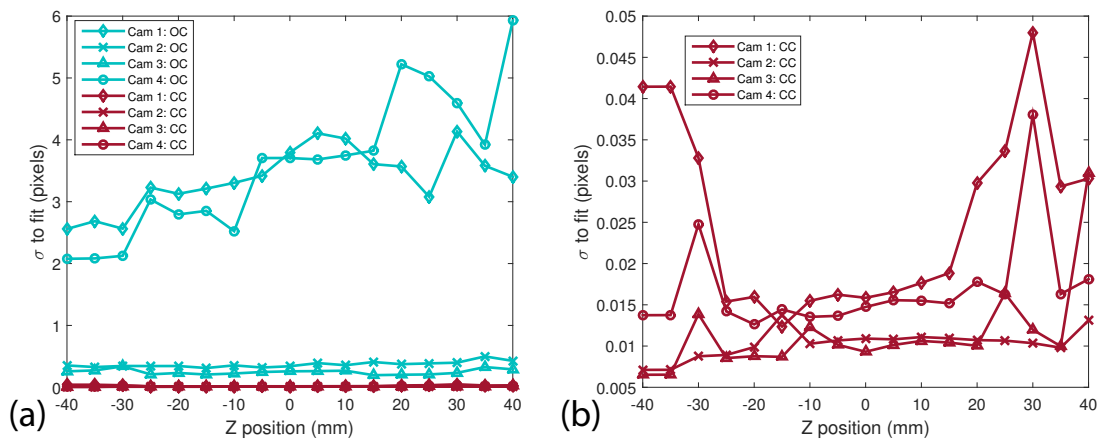 6
5
4
3
2
1
0
σ to fit (pixels)
Cam 1: OC
Cam 2: OC
Cam 3: OC
Cam 4: OC
Cam 1: CC
Cam 2: CC
Cam 3: CC
Cam 4: CC
-40 -30 -20 -10 0 10 20 30 40
Z position (mm)
(a)
0.05
0.045
0.04
0.035
0.03
0.025
0.02
0.015
0.01
0.005
σ to fit (pixels)
Cam 1: CC
Cam 2: CC
Cam 3: CC
Cam 4: CC
-40 -30 -20 -10 0 10 20 30 40
Z position (mm)
(b)